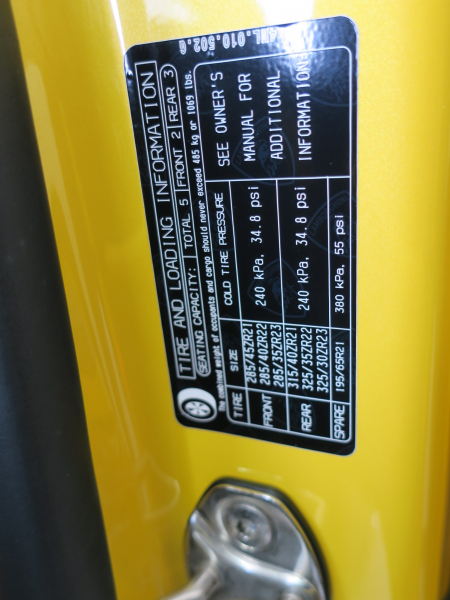 TIRE AND LOADING INFORMATION
SEATING CAPACITY: TOTAL 5 FRONT 2 REAR 3
The combined weight of occupants and cargo should never exceed 485 kg or 1069 lbs.
TIRE SIZE COLD TIRE PRESSURE SEE OWNER'S MANUAL FOR ADDITIONAL INFORMATION
FRONT 285/45ZR21 240 kPa, 34.8 psi
285/40ZR22
285/35ZR23
REAR 315/40ZR21 240 kPa, 34.8 psi
325/35ZR22
325/30ZR23
SPARE 195/65R21 380 kPa, 55 psi